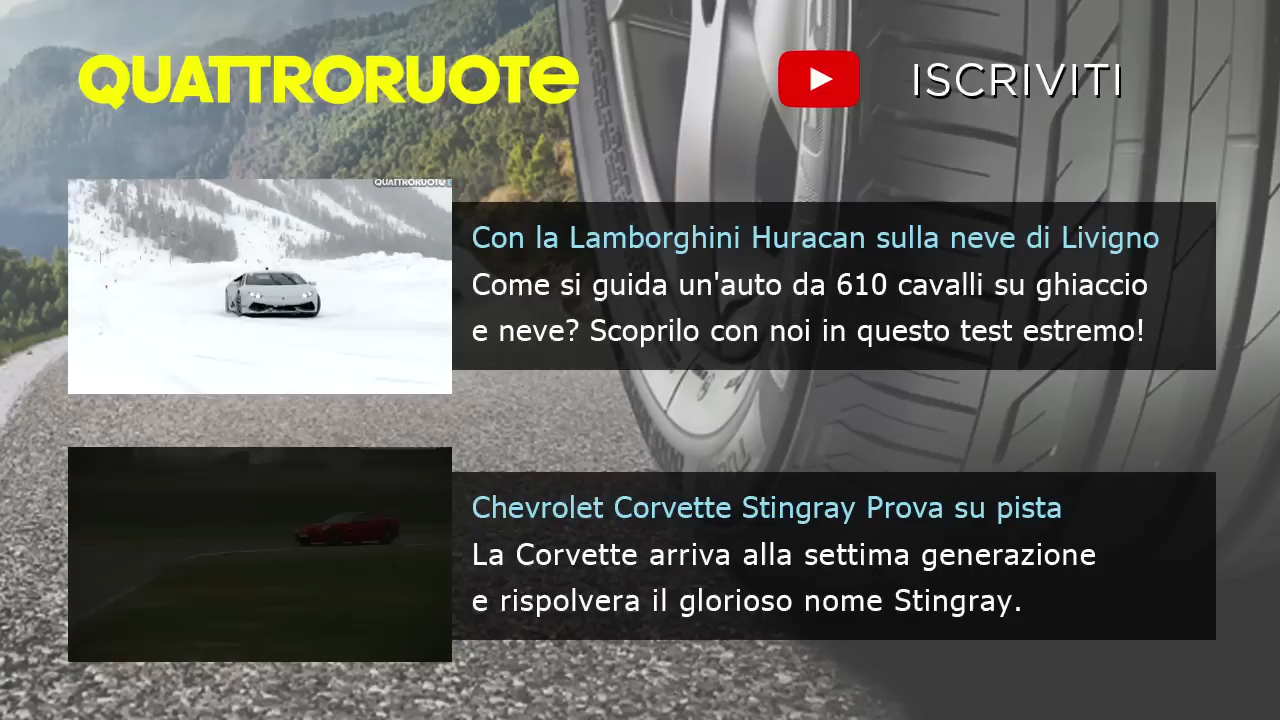 QUATTRORUOTE
ISCRIVITI
QUATTRORUOTE
Con la Lamborghini Huracan sulla neve di Livigno
Come si guida un'auto da 610 cavalli su ghiaccio
e neve? Scoprilo con noi in questo test estremo!
Chevrolet Corvette Stingray Prova su pista
La Corvette arriva alla settima generazione
e rispolvera il glorioso nome Stingray.